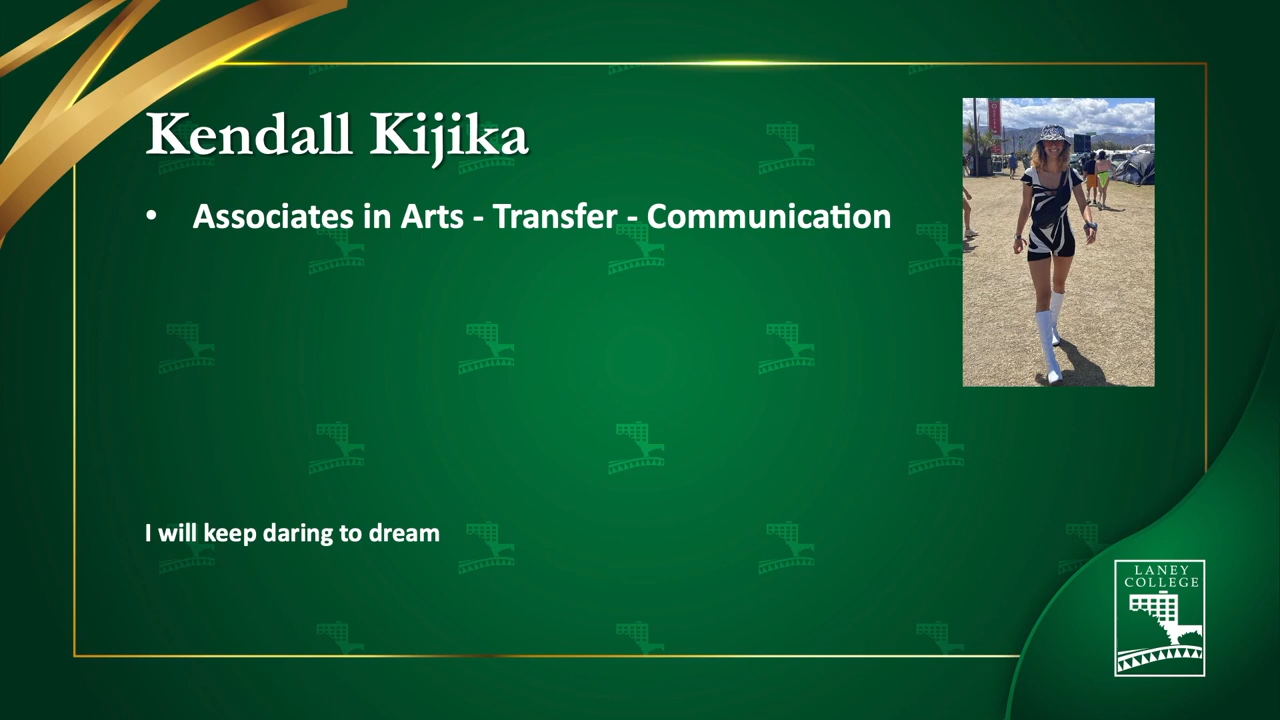 Kendall Kijika
• Associates in Arts - Transfer - Communication
I will keep daring to dream
LANEY
COLLEGE